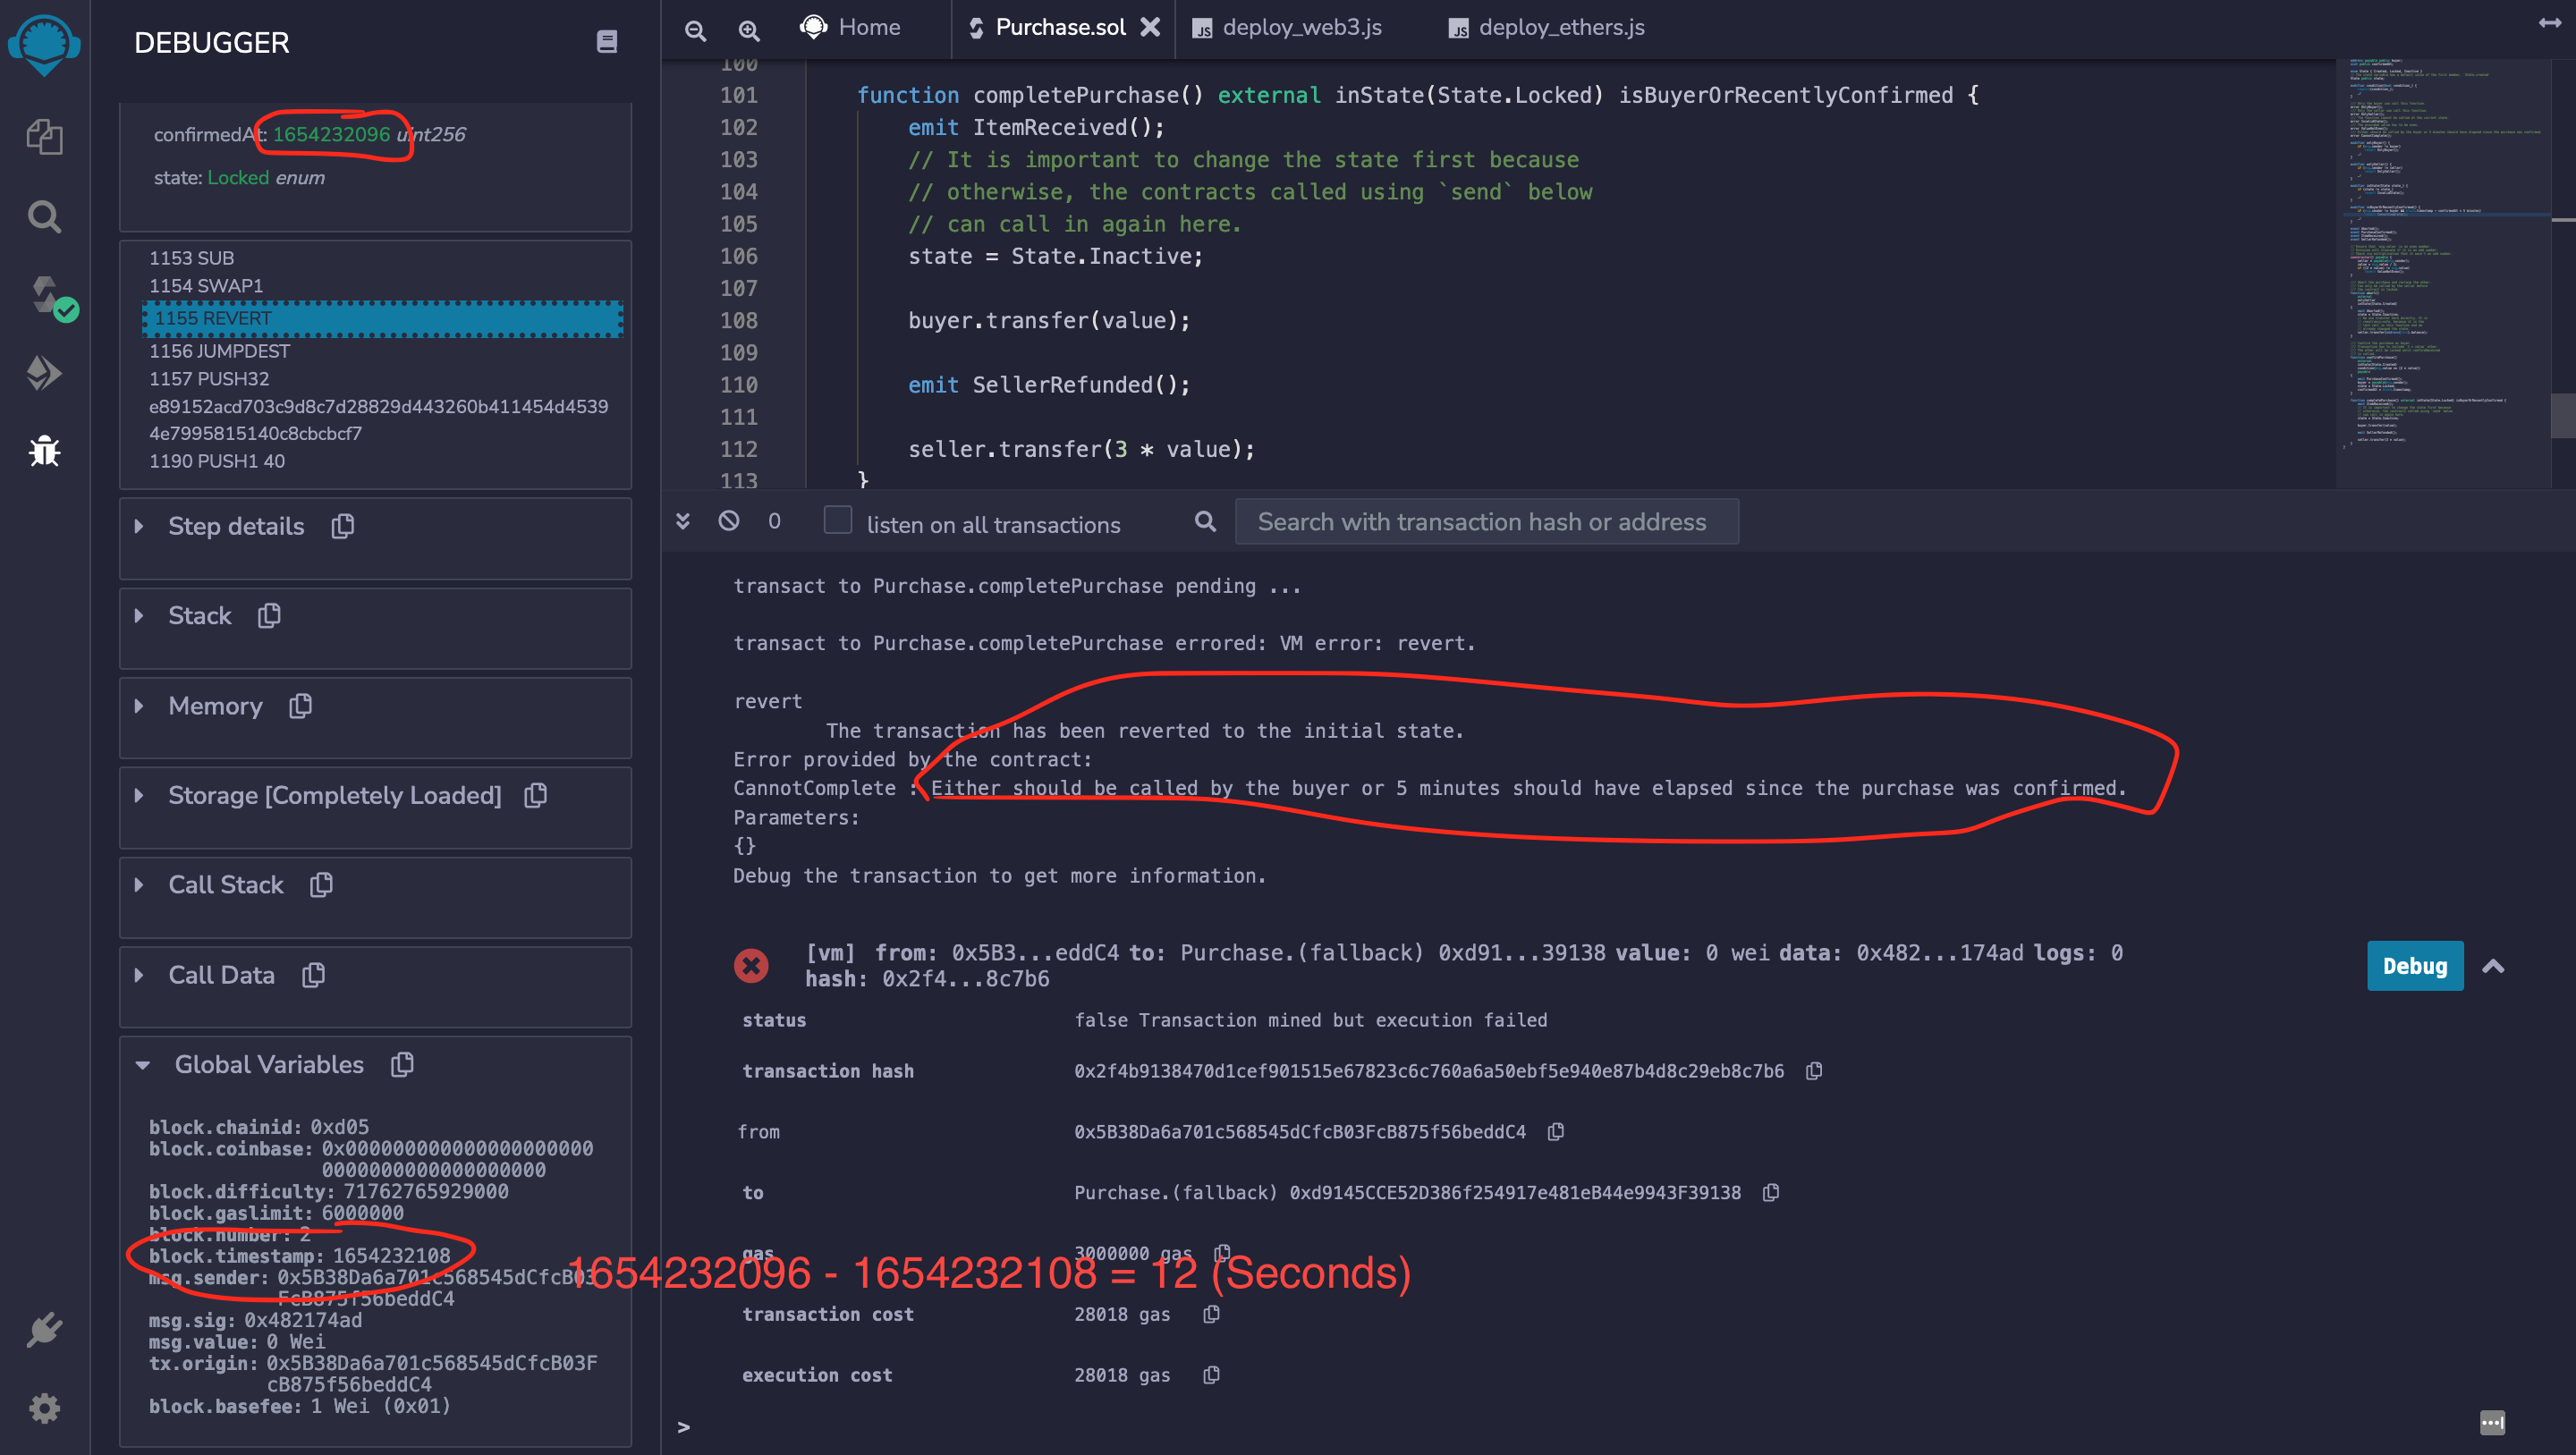 DEBUGGER
confirmedAt: 1654232096 uint256
state: Locked enum
1153 SUB
1154 SWAP1
1155 REVERT
1156 JUMPDEST
1157 PUSH32
e89152acd703c9d8c7d28829d443260b411454d4539
4e7995815140c8cbcbcf7
1190 PUSH1 40
Step details
Stack
Memory
Storage [Completely Loaded]
Call Stack
Call Data
Global Variables
block.chainid: 0xd05
block.coinbase: 0x000000000000000000000
0000000000000000000
block.difficulty: 71762765929000
block.gaslimit: 6000000
block.number: 2
block.timestamp: 1654232108
msg.sender: 0x5B38Da6a701c568545dCfcB03
FcB875f56beddC4
msg.sig: 0x482174ad
msg.value: 0 Wei
tx.origin: 0x5B38Da6a701c568545dCfcB03F
cB875f56beddC4
block.basefee: 1 Wei (0x01)
Home
Purchase.sol
JS deploy_web3.js
JS deploy_ethers.js
100
101 function completePurchase() external inState(State.Locked) isBuyerOrRecentlyConfirmed {
102 emit ItemReceived();
103 // It is important to change the state first because
104 // otherwise, the contracts called using `send` below
105 // can call in again here.
106 state = State.Inactive;
107
108 buyer.transfer(value);
109
110 emit SellerRefunded();
111
112 seller.transfer(3 * value);
113 }
0 listen on all transactions Search with transaction hash or address
transact to Purchase.completePurchase pending ...
transact to Purchase.completePurchase errored: VM error: revert.
revert
The transaction has been reverted to the initial state.
Error provided by the contract:
CannotComplete : Either should be called by the buyer or 5 minutes should have elapsed since the purchase was confirmed.
Parameters:
{}
Debug the transaction to get more information.
[vm] from: 0x5B3...eddC4 to: Purchase.(fallback) 0xd91...39138 value: 0 wei data: 0x482...174ad logs: 0
hash: 0x2f4...8c7b6
Debug
status false Transaction mined but execution failed
transaction hash 0x2f4b9138470d1cef901515e67823c6c760a6a50ebf5e940e87b4d8c29eb8c7b6
from 0x5B38Da6a701c568545dCfcB03FcB875f56beddC4
to Purchase.(fallback) 0xd9145CCE52D386f254917e481eB44e9943F39138
gas 3000000 gas
1654232096 - 1654232108 = 12 (Seconds)
transaction cost 28018 gas
execution cost 28018 gas
>